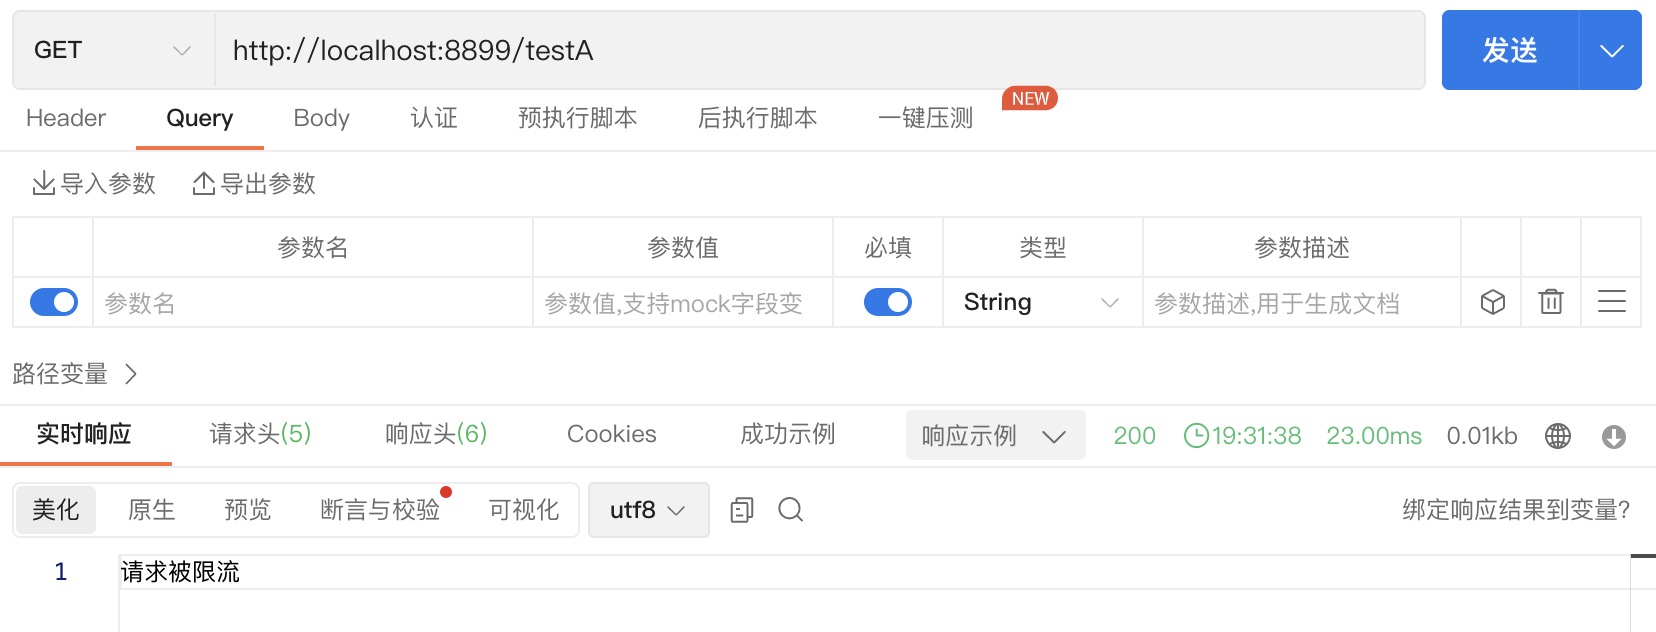 GET http://localhost:8899/testA 发送
Header Query Body 认证 预执行脚本 后执行脚本 一键压测 NEW
导入参数 导出参数
参数名 参数值 必填 类型 参数描述
参数名 参数值,支持mock字段变 String 参数描述,用于生成文档
路径变量
实时响应 请求头(5) 响应头(6) Cookies 成功示例 响应示例 200 19:31:38 23.00ms 0.01kb
美化 原生 预览 断言与校验 可视化 utf8 绑定响应结果到变量?
1 请求被限流